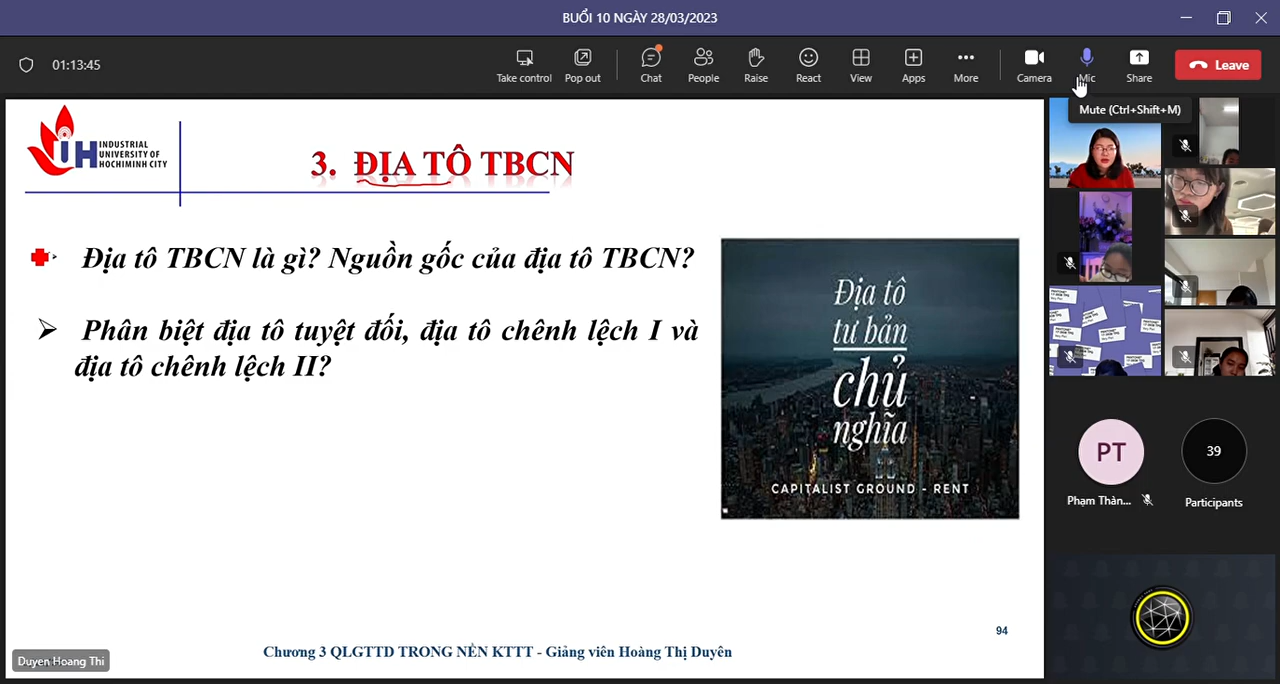 BUỔI 10 NGÀY 28/03/2023
01:13:45
Take control
Pop out
Chat
People
Raise
React
View
Apps
More
Camera
Mic
Share
Leave
Mute (Ctrl+Shift+M)
IUH
INDUSTRIAL
UNIVERSITY OF
HOCHIMINH CITY
3. ĐỊA TÔ TBCN
Địa tô TBCN là gì? Nguồn gốc của địa tô TBCN?
Phân biệt địa tô tuyệt đối, địa tô chênh lệch I và
địa tô chênh lệch II?
Địa tô
tư bản
chủ
nghĩa
CAPITALIST GROUND - RENT
94
Chương 3 QLGTTD TRONG NỀN KTTT - Giảng viên Hoàng Thị Duyên
Duyen Hoang Thi
PT
Phạm Thàn...
39
Participants